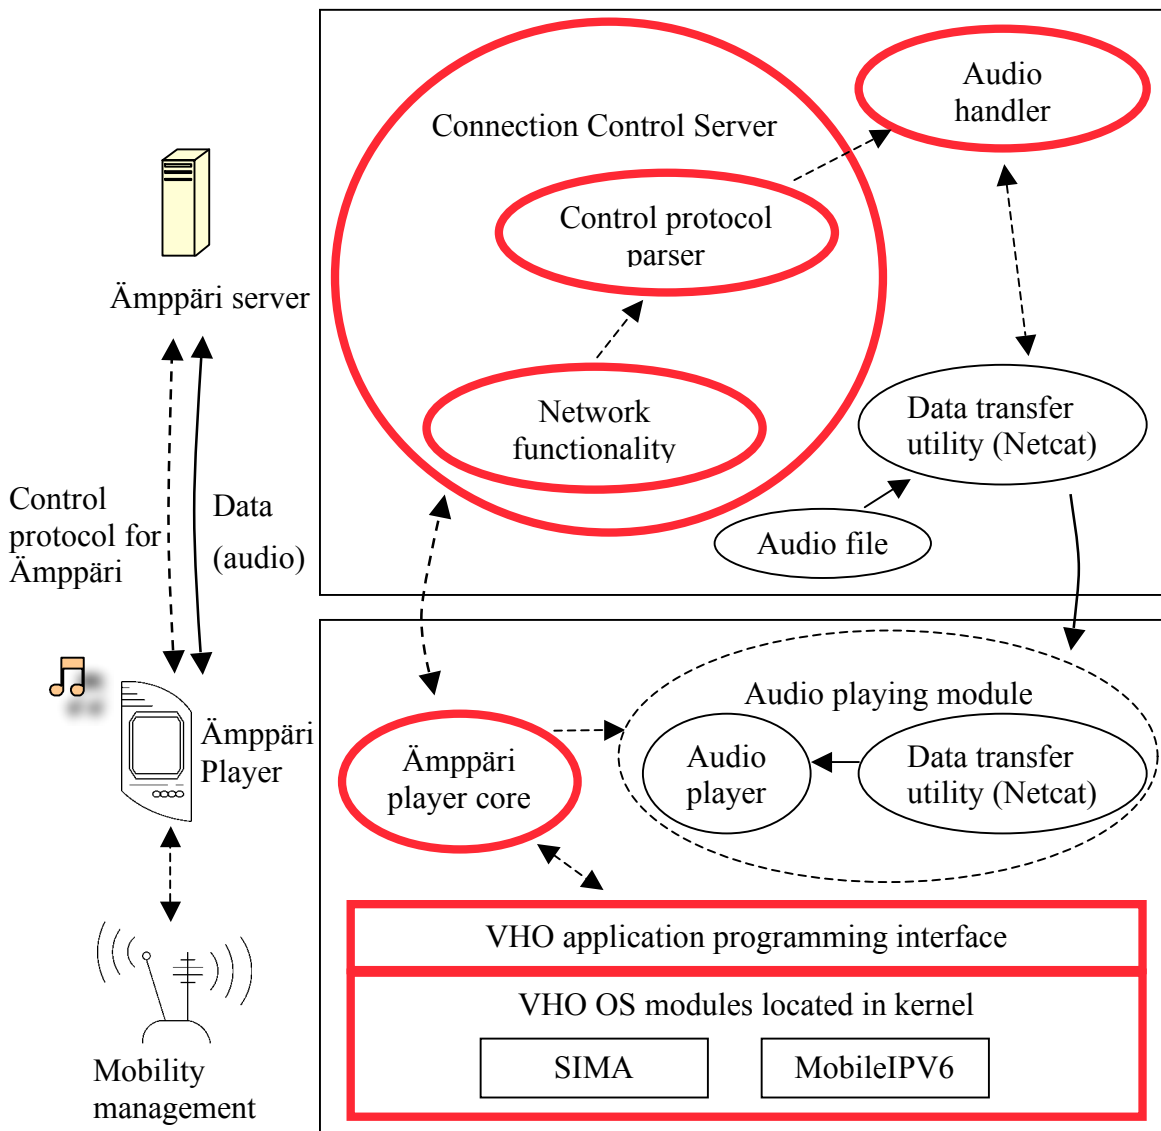 Ämppäri server
Control
protocol for
Ämppäri
Data
(audio)
Ämppäri
Player
Mobility
management
Connection Control Server
Audio
handler
Control protocol
parser
Network
functionality
Data transfer
utility (Netcat)
Audio file
Audio playing module
Ämppäri
player core
Audio
player
Data transfer
utility (Netcat)
VHO application programming interface
VHO OS modules located in kernel
SIMA
MobileIPV6